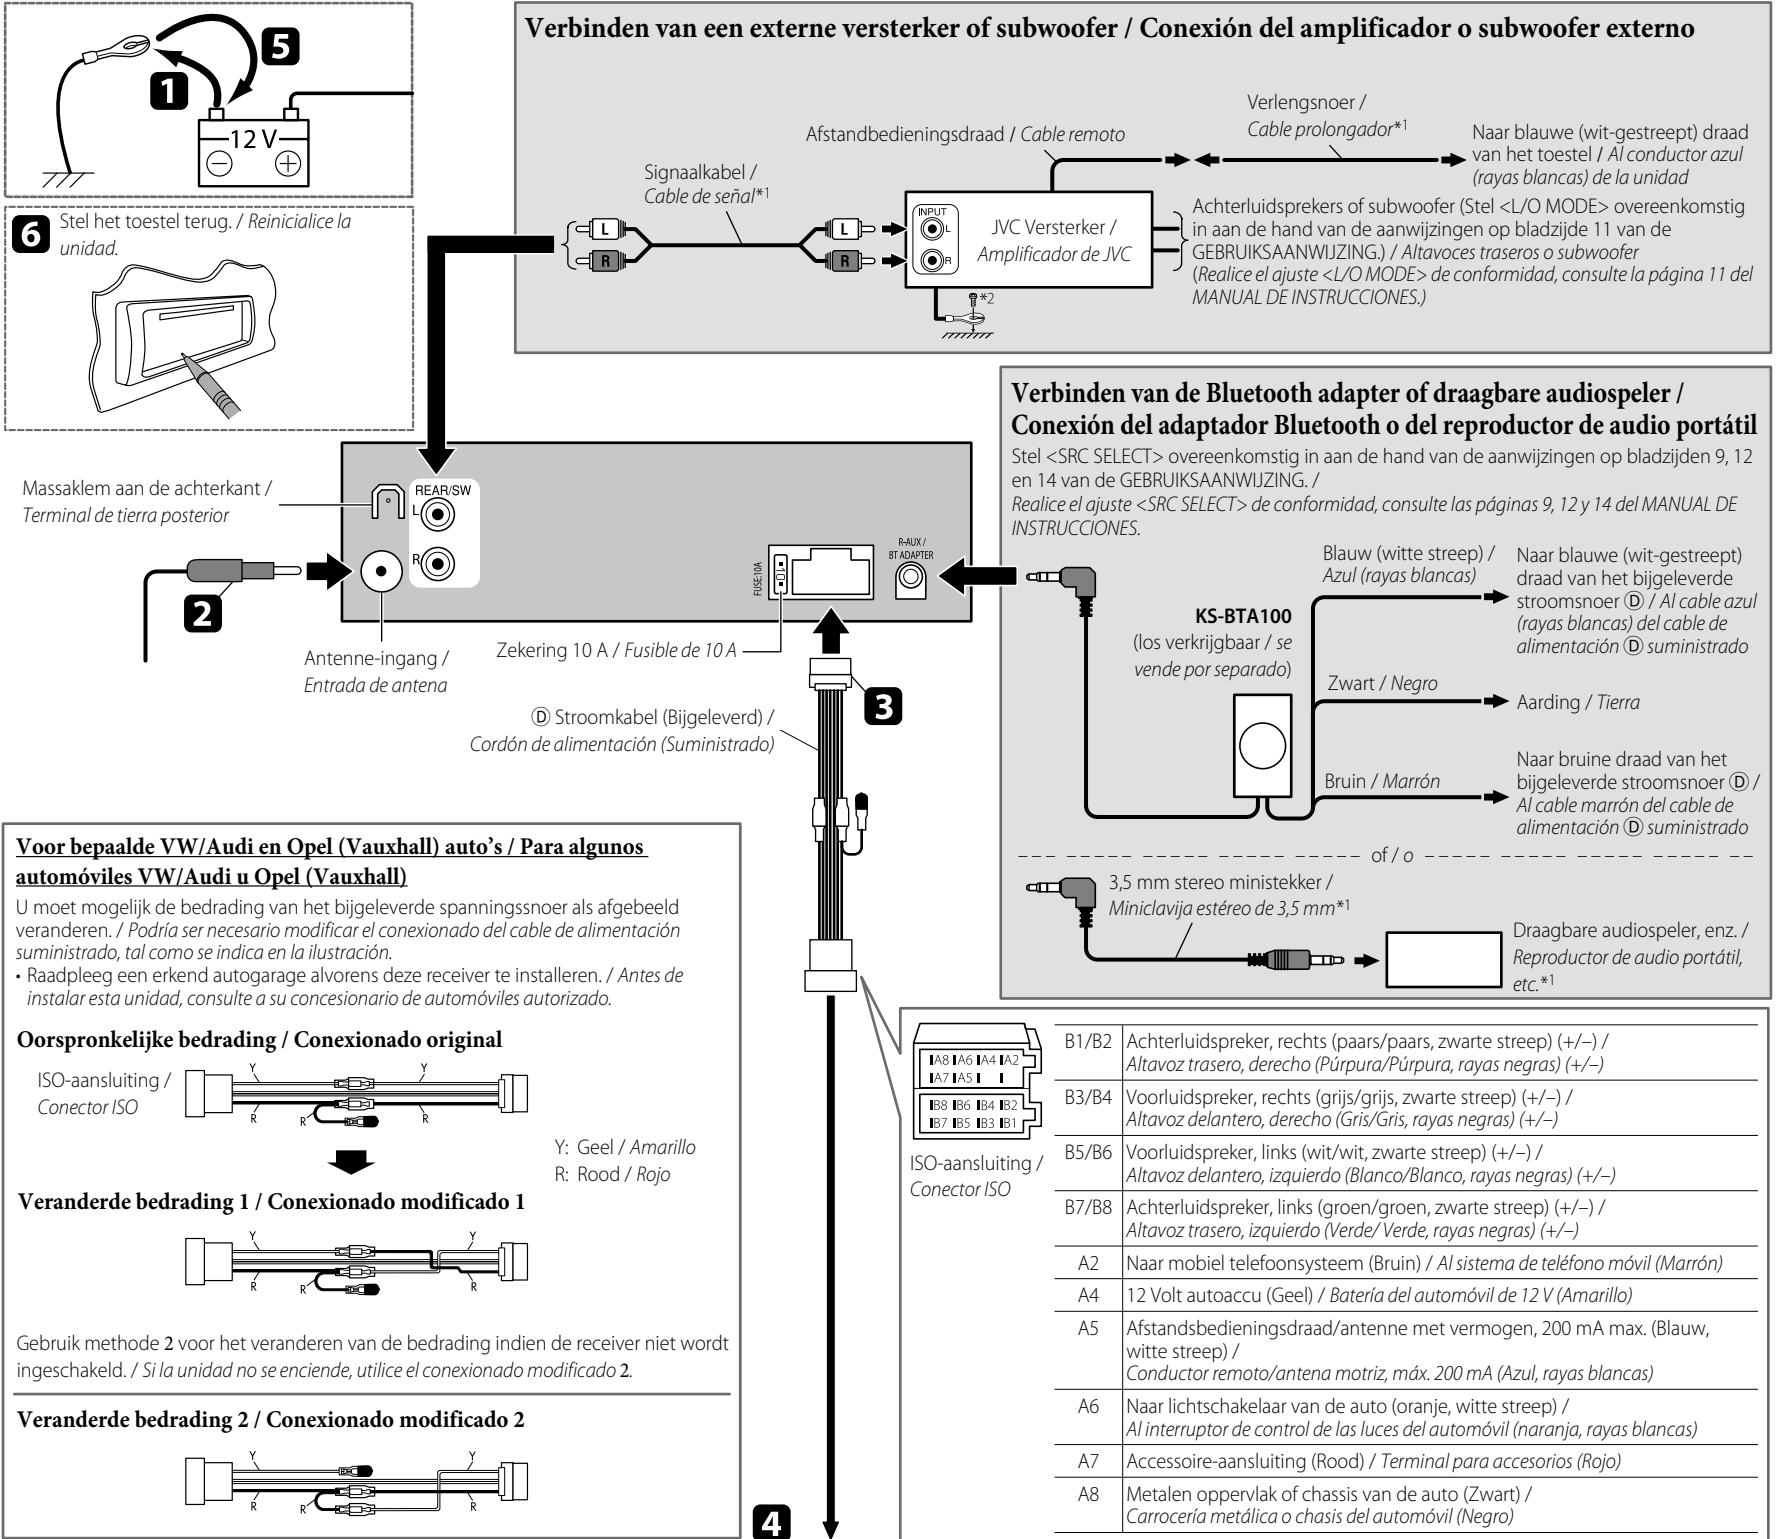 1
5
12 V
6
Stel het toestel terug. / Reinicialice la
unidad.
Verbinden van een externe versterker of subwoofer / Conexión del amplificador o subwoofer externo
Afstandbedieningsdraad / Cable remoto
Verlengsnoer /
Cable prolongador*1
Naar blauwe (wit-gestreept) draad
van het toestel / Al conductor azul
(rayas blancas) de la unidad
Signaalkabel /
Cable de señal*1
L
R
L
R
INPUT
L
R
JVC Versterker /
Amplificador de JVC
*2
Achterluidsprekers of subwoofer (Stel <L/O MODE> overeenkomstig
in aan de hand van de aanwijzingen op bladzijde 11 van de
GEBRUIKSAANWIJZING.) / Altavoces traseros o subwoofer
(Realice el ajuste <L/O MODE> de conformidad, consulte la página 11 del
MANUAL DE INSTRUCCIONES.)
Massaklem aan de achterkant /
Terminal de tierra posterior
REAR/SW
L
R
2
Antenne-ingang /
Entrada de antena
FUSE:10A
10
R-AUX /
BT ADAPTER
Zekering 10 A / Fusible de 10 A
3
Ⓓ Stroomkabel (Bijgeleverd) /
Cordón de alimentación (Suministrado)
Verbinden van de Bluetooth adapter of draagbare audiospeler /
Conexión del adaptador Bluetooth o del reproductor de audio portátil
Stel <SRC SELECT> overeenkomstig in aan de hand van de aanwijzingen op bladzijden 9, 12
en 14 van de GEBRUIKSAANWIJZING. /
Realice el ajuste <SRC SELECT> de conformidad, consulte las páginas 9, 12 y 14 del MANUAL DE
INSTRUCCIONES.
Blauw (witte streep) /
Azul (rayas blancas)
Naar blauwe (wit-gestreept)
draad van het bijgeleverde
stroomsnoer Ⓓ / Al cable azul
(rayas blancas) del cable de
alimentación Ⓓ suministrado
KS-BTA100
(los verkrijgbaar / se
vende por separado)
Zwart / Negro
Aarding / Tierra
Bruin / Marrón
Naar bruine draad van het
bijgeleverde stroomsnoer Ⓓ /
Al cable marrón del cable de
alimentación Ⓓ suministrado
of / o
3,5 mm stereo ministekker /
Miniclavija estéreo de 3,5 mm*1
Draagbare audiospeler, enz. /
Reproductor de audio portátil,
etc.*1
Voor bepaalde VW/Audi en Opel (Vauxhall) auto's / Para algunos
automóviles VW/Audi u Opel (Vauxhall)
U moet mogelijk de bedrading van het bijgeleverde spanningssnoer als afgebeeld
veranderen. / Podría ser necesario modificar el conexionado del cable de alimentación
suministrado, tal como se indica en la ilustración.
• Raadpleeg een erkend autogarage alvorens deze receiver te installeren. / Antes de
instalar esta unidad, consulte a su concesionario de automóviles autorizado.
Oorspronkelijke bedrading / Conexionado original
ISO-aansluiting /
Conector ISO
Y Y
R R R
Y: Geel / Amarillo
R: Rood / Rojo
Veranderde bedrading 1 / Conexionado modificado 1
Y Y
R R R
Gebruik methode 2 voor het veranderen van de bedrading indien de receiver niet wordt
ingeschakeld. / Si la unidad no se enciende, utilice el conexionado modificado 2.
Veranderde bedrading 2 / Conexionado modificado 2
Y Y
R R R
4
A8 A6 A4 A2
A7 A5
B8 B6 B4 B2
B7 B5 B3 B1
ISO-aansluiting /
Conector ISO
B1/B2 Achterluidspreker, rechts (paars/paars, zwarte streep) (+/–) /
Altavoz trasero, derecho (Púrpura/Púrpura, rayas negras) (+/–)
B3/B4 Voorluidspreker, rechts (grijs/grijs, zwarte streep) (+/–) /
Altavoz delantero, derecho (Gris/Gris, rayas negras) (+/–)
B5/B6 Voorluidspreker, links (wit/wit, zwarte streep) (+/–) /
Altavoz delantero, izquierdo (Blanco/Blanco, rayas negras) (+/–)
B7/B8 Achterluidspreker, links (groen/groen, zwarte streep) (+/–) /
Altavoz trasero, izquierdo (Verde/ Verde, rayas negras) (+/–)
A2 Naar mobiel telefoonsysteem (Bruin) / Al sistema de teléfono móvil (Marrón)
A4 12 Volt autoaccu (Geel) / Batería del automóvil de 12 V (Amarillo)
A5 Afstandsbedieningsdraad/antenne met vermogen, 200 mA max. (Blauw,
witte streep) /
Conductor remoto/antena motriz, máx. 200 mA (Azul, rayas blancas)
A6 Naar lichtschakelaar van de auto (oranje, witte streep) /
Al interruptor de control de las luces del automóvil (naranja, rayas blancas)
A7 Accessoire-aansluiting (Rood) / Terminal para accesorios (Rojo)
A8 Metalen oppervlak of chassis van de auto (Zwart) /
Carrocería metálica o chasis del automóvil (Negro)